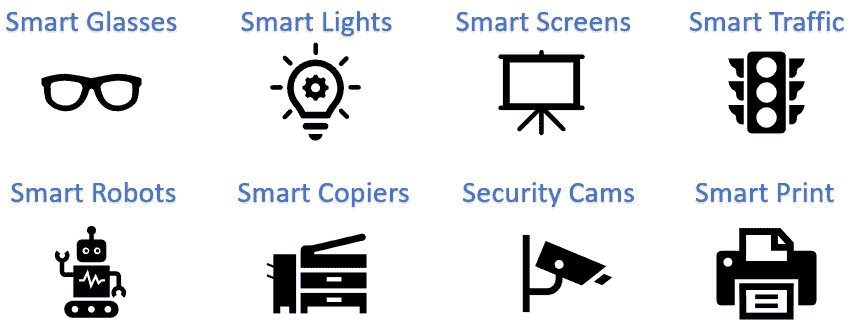 Smart Glasses
Smart Lights
Smart Screens
Smart Traffic
Smart Robots
Smart Copiers
Security Cams
Smart Print